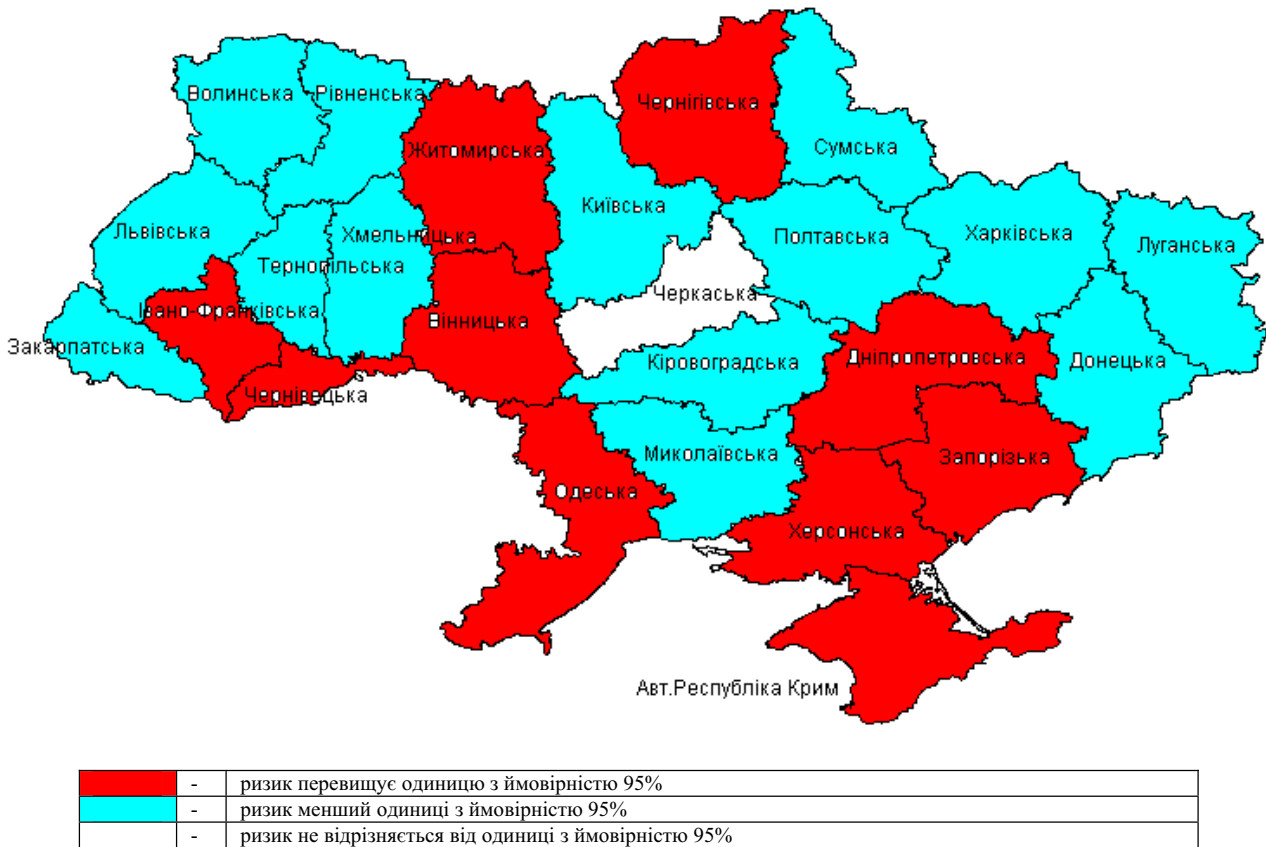 Волинська
Рівненська
Чернігівська
Житомирська
Сумська
Київська
Львівська
Хмельницька
Полтавська
Харківська
Луганська
Тернопільська
Черкаська
Івано-Франківська
Вінницька
Закарпатська
Кіровоградська
Дніпропетровська
Донецька
Чернівецька
Миколаївська
Запорізька
Одеська
Херсонська
Авт.Республіка Крим
- ризик перевищує одиницю з ймовірністю 95%
- ризик менший одиниці з ймовірністю 95%
- ризик не відрізняється від одиниці з ймовірністю 95%